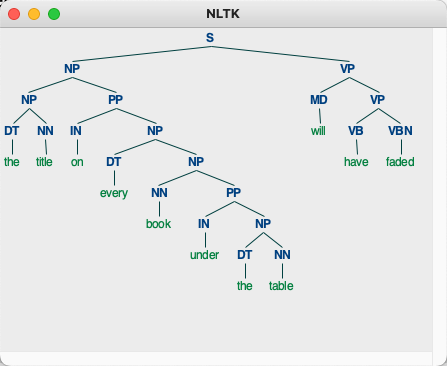 NLTK
S
NP VP
NP PP MD VP
DT NN IN NP will VB VBN
the title on DT NP have faded
every NN PP
book IN NP
under DT NN
the table